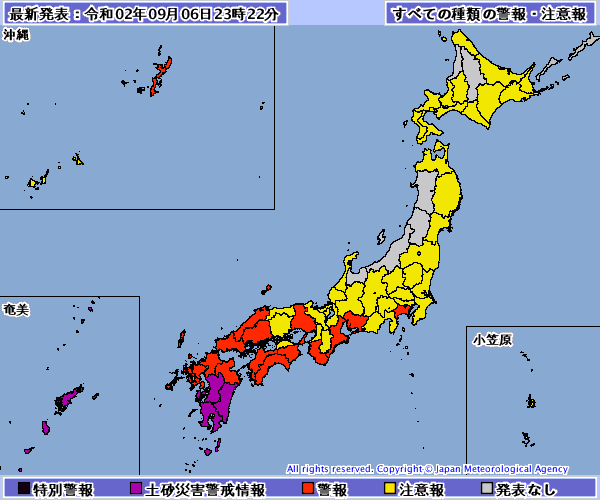 最新発表：令和02年09月06日23時22分
すべての種類の警報・注意報
沖縄
奄美
小笠原
All rights reserved. Copyright © Japan Meteorological Agency
特別警報 土砂災害警戒情報 警報 注意報 発表なし